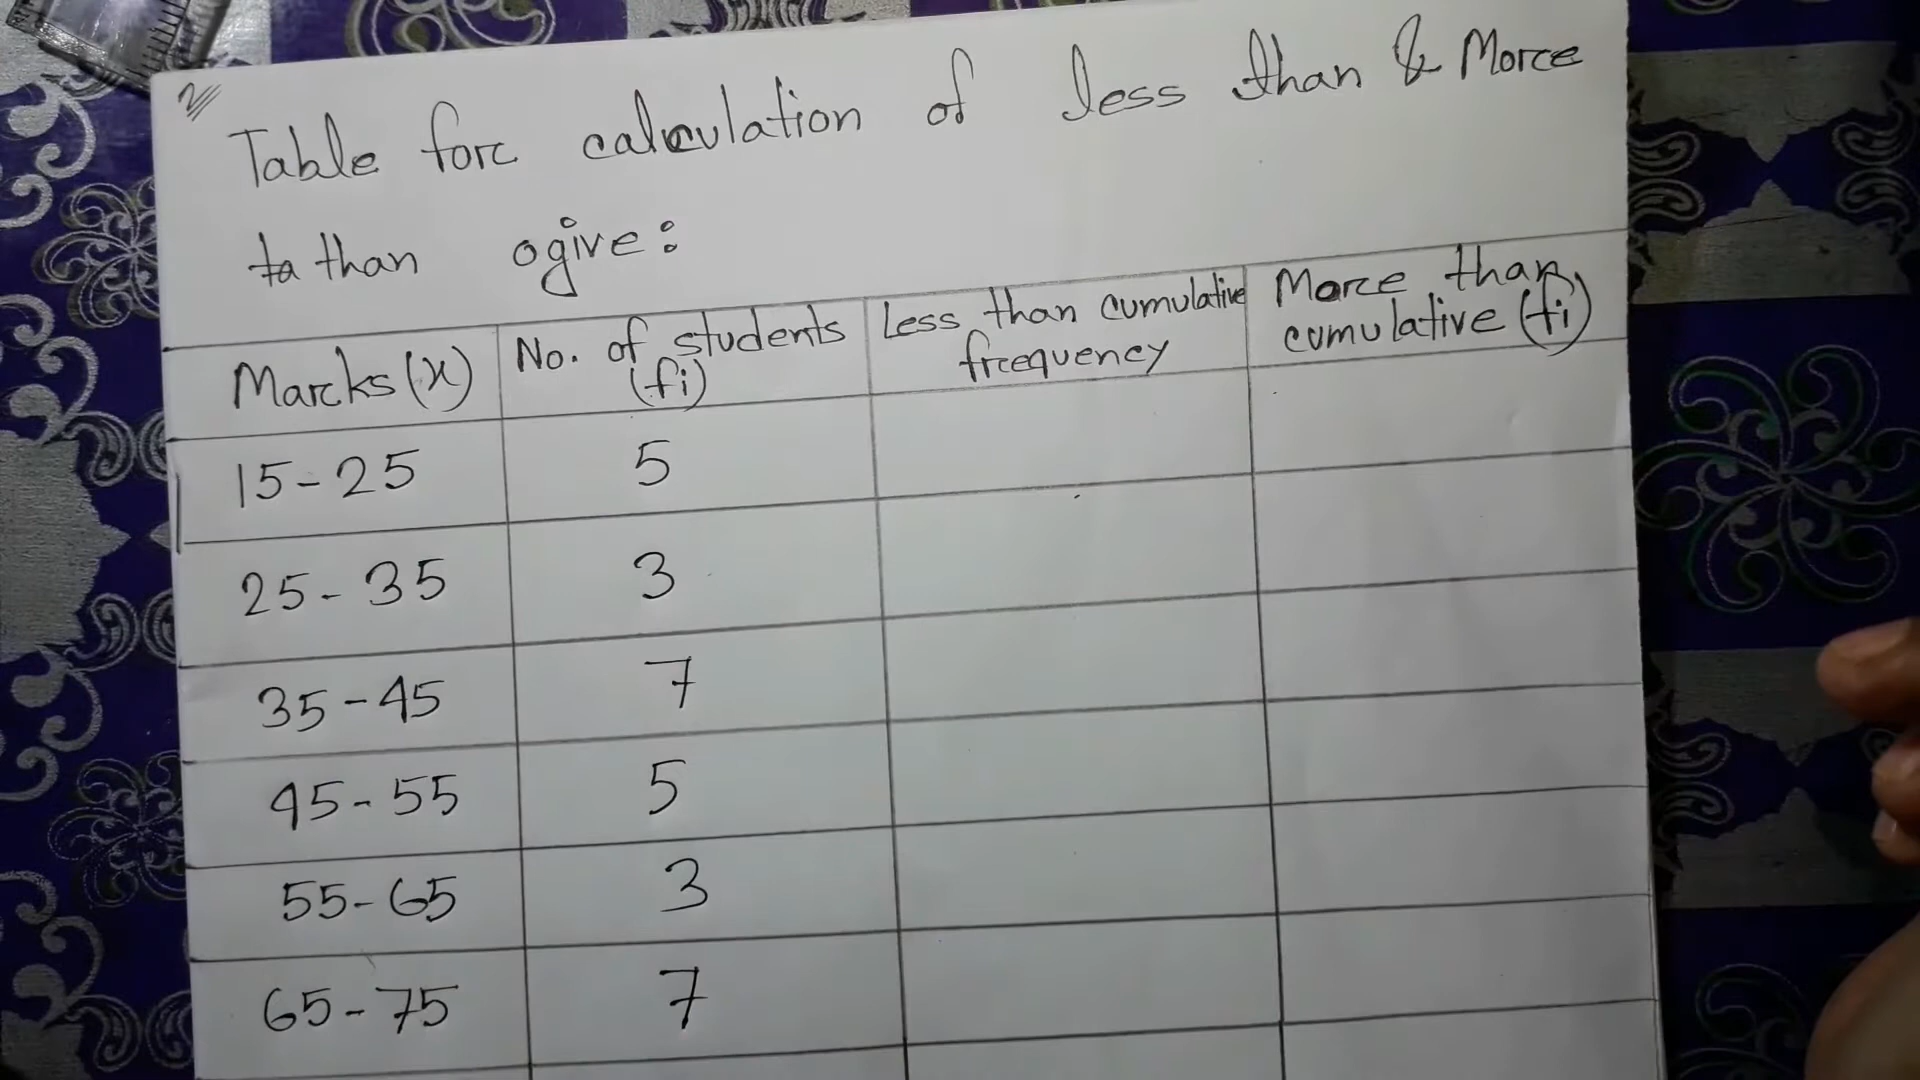 2
Table for calculation of less than & More
ta than ogive:
Marks (x) No. of students (fi) Less than cumulative frequency More than cumulative (fi)
15-25 5
25-35 3
35-45 7
45-55 5
55-65 3
65-75 7